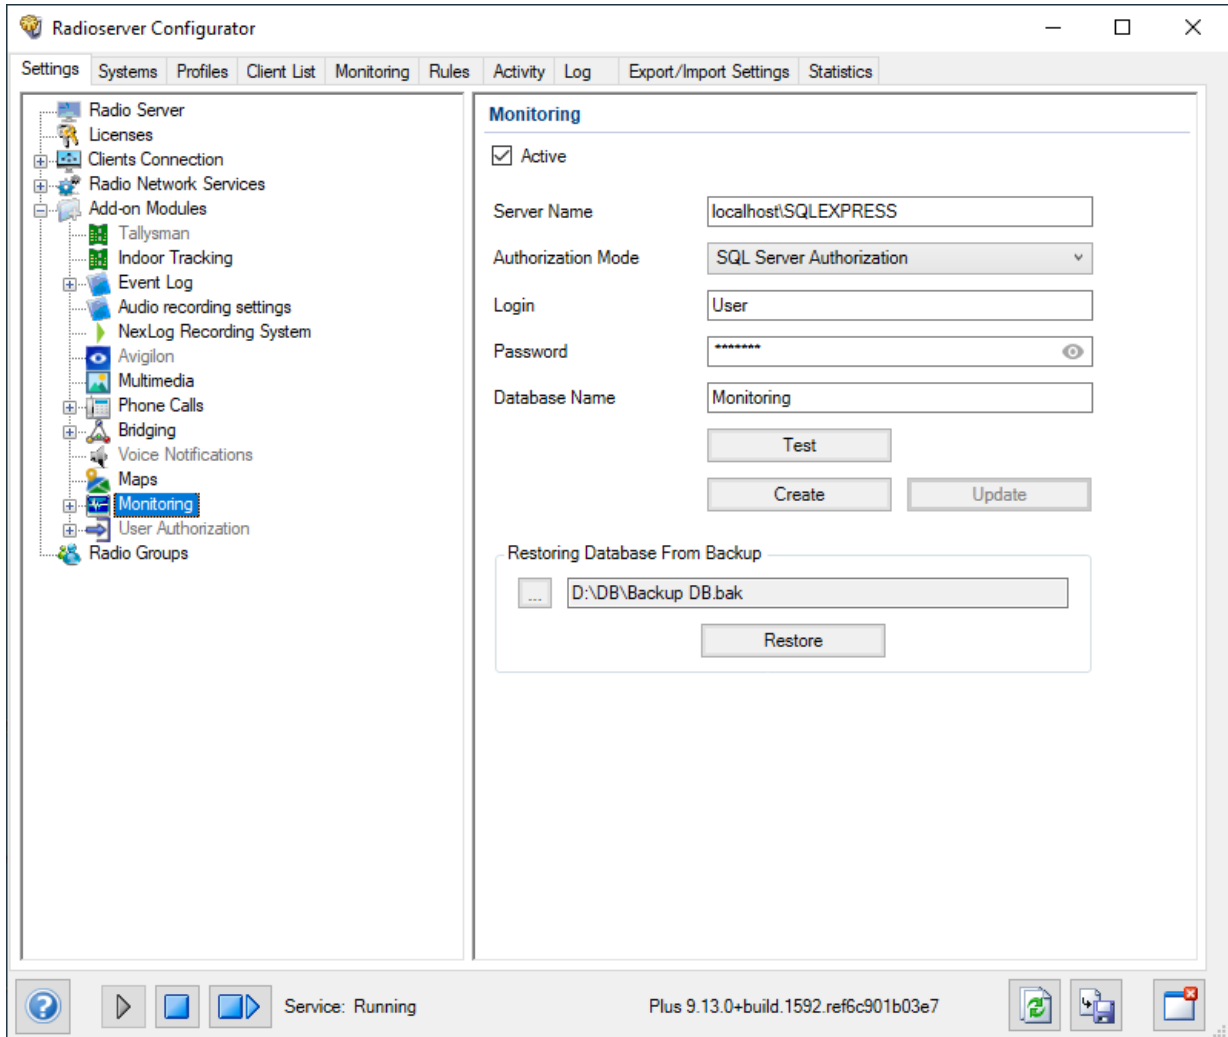 Radioserver Configurator
Settings Systems Profiles Client List Monitoring Rules Activity Log Export/Import Settings Statistics
Radio Server
Licenses
Clients Connection
Radio Network Services
Add-on Modules
Tallysman
Indoor Tracking
Event Log
Audio recording settings
NexLog Recording System
Avigilon
Multimedia
Phone Calls
Bridging
Voice Notifications
Maps
Monitoring
User Authorization
Radio Groups
Monitoring
Active
Server Name localhost\SQLEXPRESS
Authorization Mode SQL Server Authorization
Login User
Password *******
Database Name Monitoring
Test
Create Update
Restoring Database From Backup
... D:\DB\Backup DB.bak
Restore
Service: Running Plus 9.13.0+build.1592.ref6c901b03e7